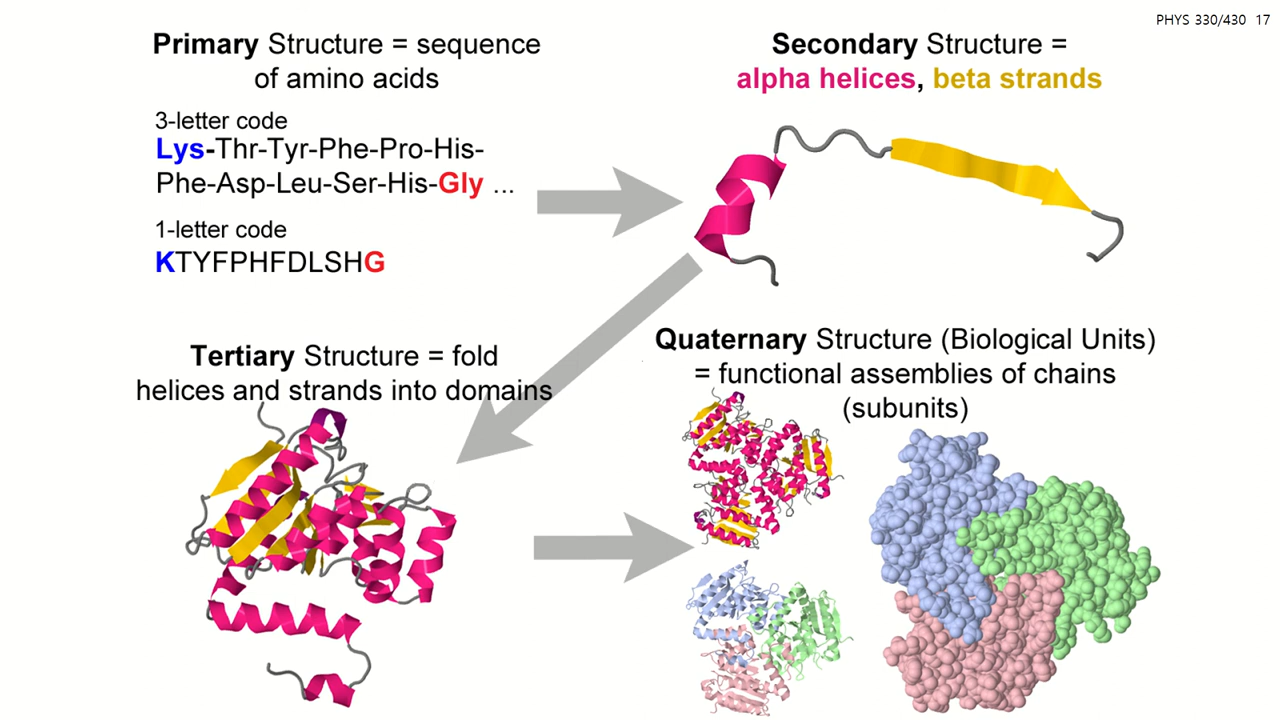 PHYS 330/430 17
Primary Structure = sequence
of amino acids
3-letter code
Lys-Thr-Tyr-Phe-Pro-His-
Phe-Asp-Leu-Ser-His-Gly ...
1-letter code
KTYFPHFDLSHG
Secondary Structure =
alpha helices, beta strands
Tertiary Structure = fold
helices and strands into domains
Quaternary Structure (Biological Units)
= functional assemblies of chains
(subunits)